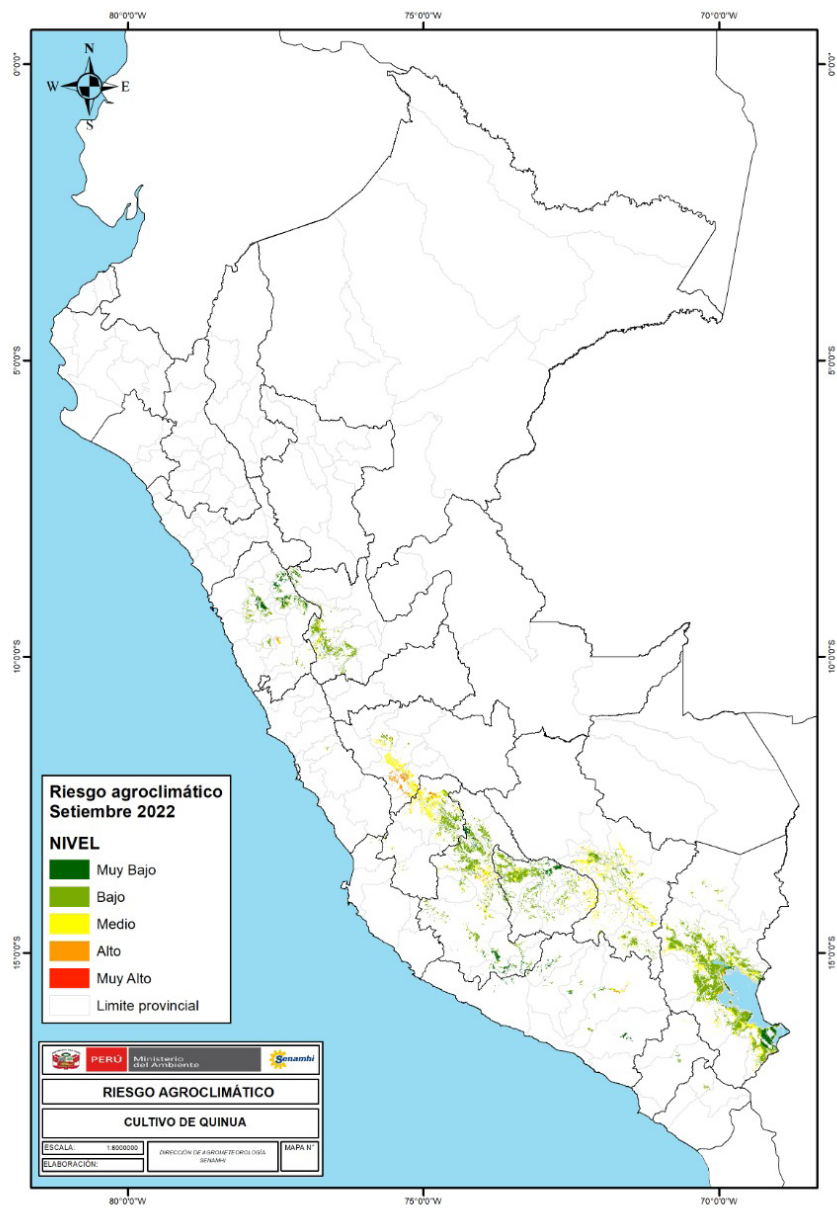 80°0'0"W 75°0'0"W 70°0'0"W
N
W E
S
0°0'0" 0°0'0"
5°0'0"S 5°0'0"S
10°0'0"S 10°0'0"S
15°0'0"S 15°0'0"S
Riesgo agroclimático
Setiembre 2022
NIVEL
Muy Bajo
Bajo
Medio
Alto
Muy Alto
Limite provincial
PERÚ Ministerio
del Ambiente
Senamhi
RIESGO AGROCLIMÁTICO
CULTIVO DE QUINUA
ESCALA: 1:8000000
DIRECCIÓN DE AGROMETEOROLOGÍA
SENAMHI
MAPA N°
ELABORACIÓN:
80°0'0"W 75°0'0"W 70°0'0"W